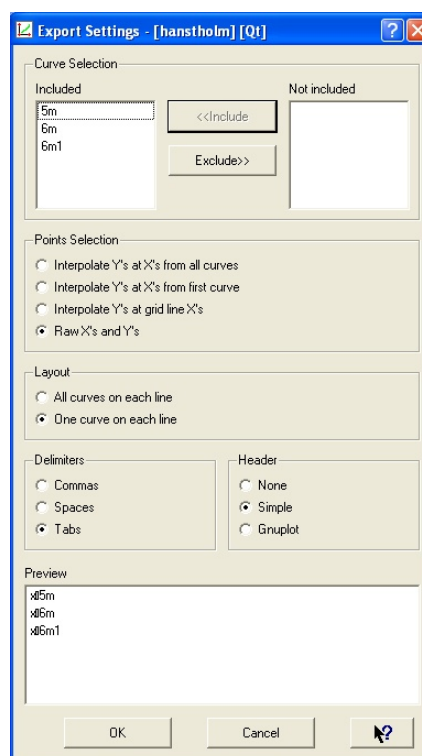 Export Settings - [hanstholm] [Qt]
Curve Selection
Included
Not included
5m
6m
6m1
<<Include
Exclude>>
Points Selection
Interpolate Y's at X's from all curves
Interpolate Y's at X's from first curve
Interpolate Y's at grid line X's
Raw X's and Y's
Layout
All curves on each line
One curve on each line
Delimiters
Commas
Spaces
Tabs
Header
None
Simple
Gnuplot
Preview
x▯5m
x▯6m
x▯6m1
OK
Cancel